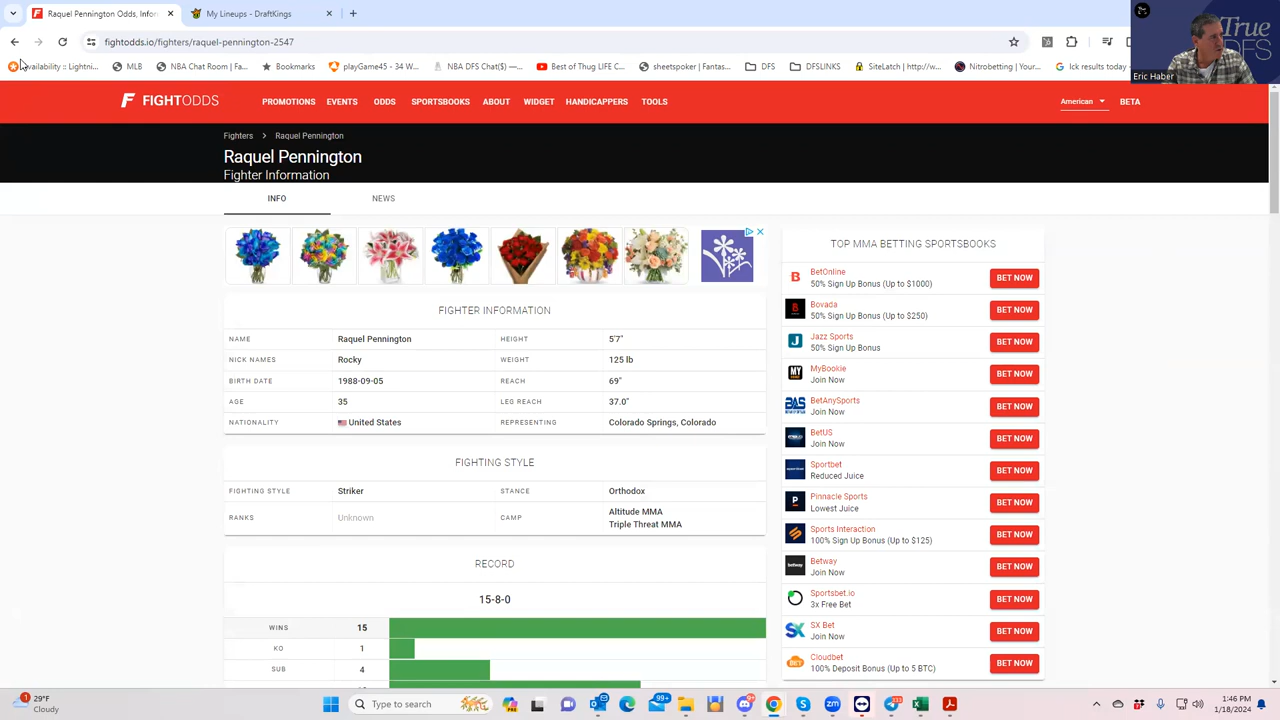 Raquel Pennington Odds, Infor
My Lineups - DraftKings
fightodds.io/fighters/raquel-pennington-2547
Availability :: Lightni...
MLB
NBA Chat Room | Fa...
Bookmarks
playGame45 - 34 W...
NBA DFS Chat($) —...
Best of Thug LIFE C...
sheetspoker - Fantas...
DFS
DFSLINKS
SiteLatch | http://w...
Nitrobetting | Your...
lck results today -...
True
DFS
Eric Haber
FIGHTODDS
PROMOTIONS EVENTS ODDS SPORTSBOOKS ABOUT WIDGET HANDICAPPERS TOOLS
American
BETA
Fighters > Raquel Pennington
Raquel Pennington
Fighter Information
INFO NEWS
FIGHTER INFORMATION
NAME Raquel Pennington HEIGHT 5'7"
NICK NAMES Rocky WEIGHT 125 lb
BIRTH DATE 1988-09-05 REACH 69"
AGE 35 LEG REACH 37.0"
NATIONALITY United States REPRESENTING Colorado Springs, Colorado
FIGHTING STYLE
FIGHTING STYLE Striker STANCE Orthodox
RANKS Unknown CAMP Altitude MMA
Triple Threat MMA
RECORD
15-8-0
WINS 15
KO 1
SUB 4
TOP MMA BETTING SPORTSBOOKS
BetOnline
50% Sign Up Bonus (Up to $1000)
BET NOW
Bovada
50% Sign Up Bonus (Up to $250)
BET NOW
Jazz Sports
50% Sign Up Bonus
BET NOW
MyBookie
Join Now
BET NOW
BetAnySports
Join Now
BET NOW
BetUS
Join Now
BET NOW
Sportbet
Reduced Juice
BET NOW
Pinnacle Sports
Lowest Juice
BET NOW
Sports Interaction
100% Sign Up Bonus (Up to $125)
BET NOW
Betway
Join Now
BET NOW
Sportsbet.io
3x Free Bet
BET NOW
SX Bet
Join Now
BET NOW
Cloudbet
100% Deposit Bonus (Up to 5 BTC)
BET NOW
29°F
Cloudy
Type to search
99+
1:46 PM
1/18/2024